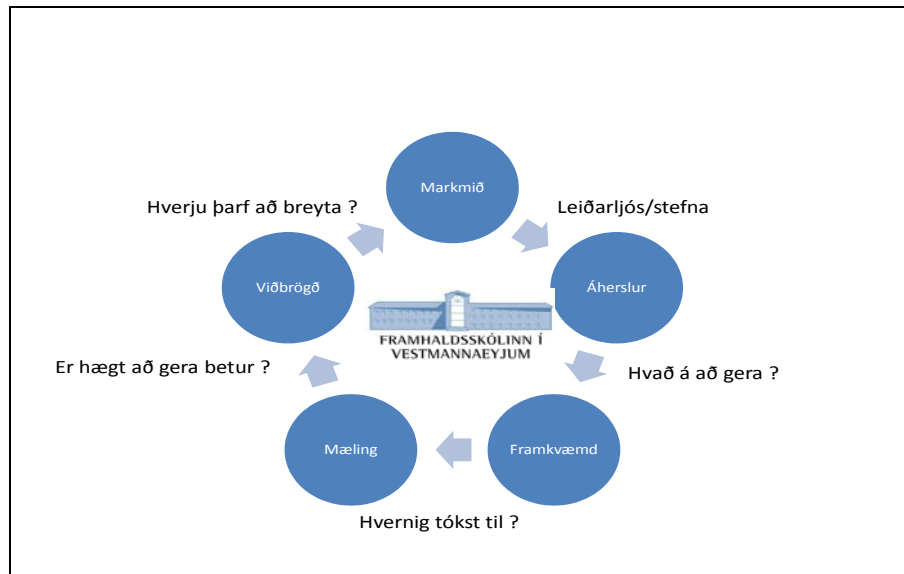 Markmið
Hverju þarf að breyta ?
Leiðarljós/stefna
Viðbrögð
Áherslur
FRAMHALDSSKÓLINN Í
VESTMANNAEYJUM
Er hægt að gera betur ?
Hvað á að gera ?
Mæling
Framkvæmd
Hvernig tókst til ?